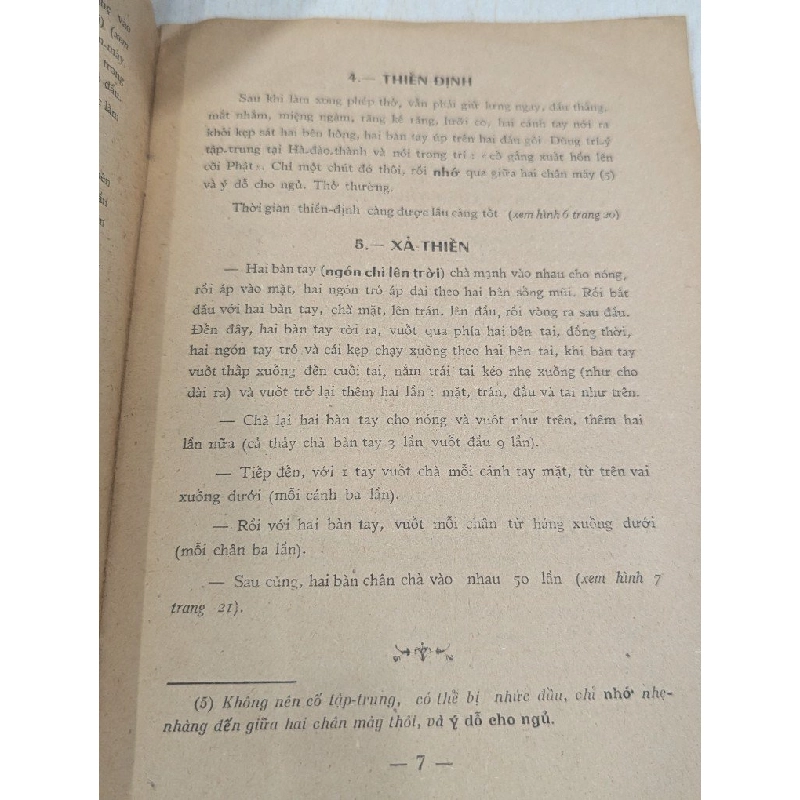 ng vào
). (xem
n-mày,
trạng
đầu.
c làm
iên
ần
n
4.— THIỀN ĐỊNH
Sau khi làm xong phép thở, vẫn phải giữ lưng ngay, đầu thẳng,
mắt nhắm, miệng ngậm, răng kề răng, lưỡi co, hai cánh tay nới ra
khỏi kẹp sát hai bên hông, hai bàn tay úp trên hai đầu gối. Dồng trí-ý
tập-trung tại Hà-đào-thành và nói trong trí : « cố gắng xuất hồn lên
cõi Phật ». Chỉ một chút đó thôi, rồi nhớ qua giữa hai chân mày (5)
và ý dỗ cho ngủ. Thở thường.
Thời gian thiền-định càng được lâu càng tốt (xem hình 6 trang 20)
5.— XẢ-THIỀN
— Hai bàn tay (ngón chỉ lên trời) chà mạnh vào nhau cho nóng,
rồi áp vào mặt, hai ngón trỏ áp dài theo hai bên sống mũi. Rồi bắt
đầu với hai bàn tay, chà mặt, lên trán, lên đầu, rồi vòng ra sau đầu.
Đến đây, hai bàn tay rời ra, vuốt qua phía hai bên tai, đồng thời,
hai ngón tay trỏ và cái kẹp chạy xuống theo hai bên tai, khi bàn tay
vuốt thấp xuống đến cuối tai, nắm trái tai kéo nhẹ xuống (như cho
dài ra) và vuốt trở lại thêm hai lần : mặt, trán, đầu và tai như trên.
— Chà lại hai bàn tay cho nóng và vuốt như trên, thêm hai
lần nữa (cả thảy chà bàn tay 3 lần vuốt đầu 9 lần).
— Tiếp đến, với 1 tay vuốt chà mỗi cánh tay mặt, từ trên vai
xuống dưới (mỗi cánh ba lần).
— Rồi với hai bàn tay, vuốt mỗi chân từ háng xuống dưới
(mỗi chân ba lần).
— Sau cùng, hai bàn chân chà vào nhau 50 lần (xem hình 7
trang 21).
(5) Không nên cố tập-trung, có thể bị nhức đầu, chỉ nhớ nhẹ-
nhàng đến giữa hai chân mày thôi, và ý dỗ cho ngủ.
— 7 —